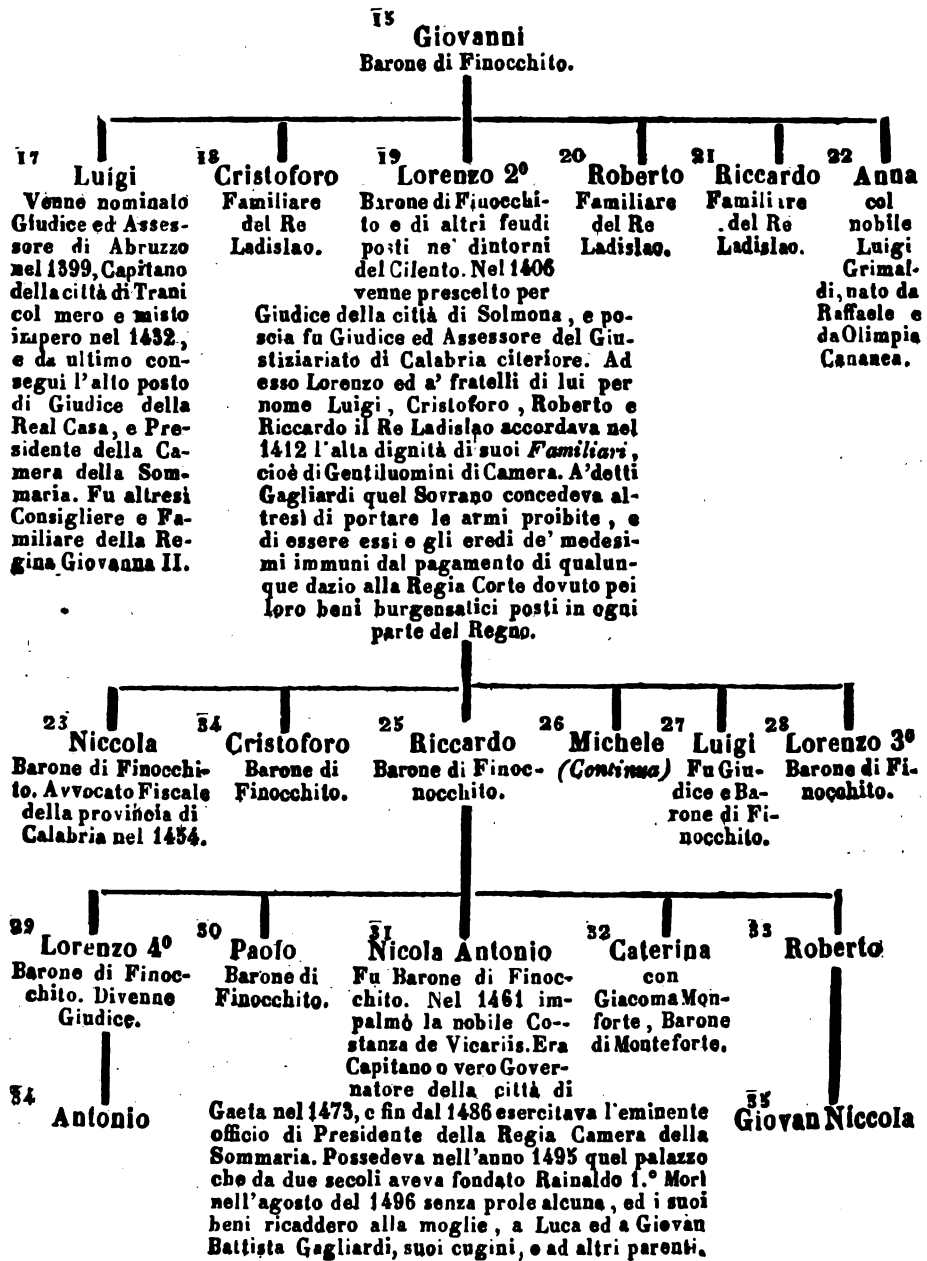 15
Giovanni
Barone di Finocchito.
17
Luigi
Venne nominato
Giudice ed Asses-
sore di Abruzzo
nel 1399, Capitano
della città di Trani
col mero e misto
impero nel 1432,
e da ultimo con-
segui l'alto posto
di Giudice della
Real Casa, e Pre-
sidente della Ca-
mera della Som-
maria. Fu altresì
Consigliere e Fa-
miliare della Re-
gina Giovanna II.
18
Cristoforo
Familiare
del Re
Ladislao.
19
Lorenzo 2º
Barone di Finocchi-
to e di altri feudi
posti ne' dintorni
del Cilento. Nel 1406
venne prescelto per
Giudice della città di Solmona, e po-
scia fu Giudice ed Assessore del Giu-
stiziariato di Calabria citeriore. Ad
esso Lorenzo ed a' fratelli di lui per
nome Luigi, Cristoforo, Roberto e
Riccardo il Re Ladislao accordava nel
1412 l'alta dignità di suoi Familiari,
cioè di Gentiluomini di Camera. A'detti
Gagliardi quel Sovrano concedeva al-
tresì di portare le armi proibite, e
di essere essi e gli eredi de' medesi-
mi immuni dal pagamento di qualun-
que dazio alla Regia Corte dovuto pei
loro beni burgensatici posti in ogni
parte del Regno.
20
Roberto
Familiare
del Re
Ladislao.
21
Riccardo
Familiare
del Re
Ladislao.
22
Anna
col
nobile
Luigi
Grimal-
di, nato da
Raffaele e
da Olimpia
Cananea.
23
Niccola
Barone di Finocchi-
to. Avvocato Fiscale
della provincia di
Calabria nel 1454.
34
Cristoforo
Barone di
Finocchito.
25
Riccardo
Barone di Finoc-
nocchito.
26
Michele
(Continua)
27
Luigi
Fu Giu-
dice e Ba-
rone di Fi-
nocchito.
28
Lorenzo 3º
Barone di Fi-
nocchito.
29
Lorenzo 4º
Barone di Finoc-
chito. Divenne
Giudice.
30
Paolo
Barone di
Finocchito.
31
Nicola Antonio
Fu Barone di Finoc-
chito. Nel 1461 im-
palmò la nobile Co--
stanza de Vicariis. Era
Capitano o vero Gover-
natore della città di
Gaeta nel 1473, e fin dal 1486 esercitava l'eminente
officio di Presidente della Regia Camera della
Sommaria. Possedeva nell'anno 1495 quel palazzo
che da due secoli aveva fondato Rainaldo 1.º Morì
nell'agosto del 1496 senza prole alcuna, ed i suoi
beni ricaddero alla moglie, a Luca ed a Giovan
Battista Gagliardi, suoi cugini, e ad altri parenti.
32
Caterina
con
Giacoma Mon-
forte, Barone
di Monteforte.
33
Roberto
34
Antonio
35
Giovan Niccola